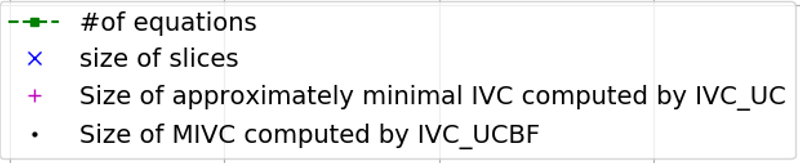 #of equations
size of slices
Size of approximately minimal IVC computed by IVC_UC
Size of MIVC computed by IVC_UCBF